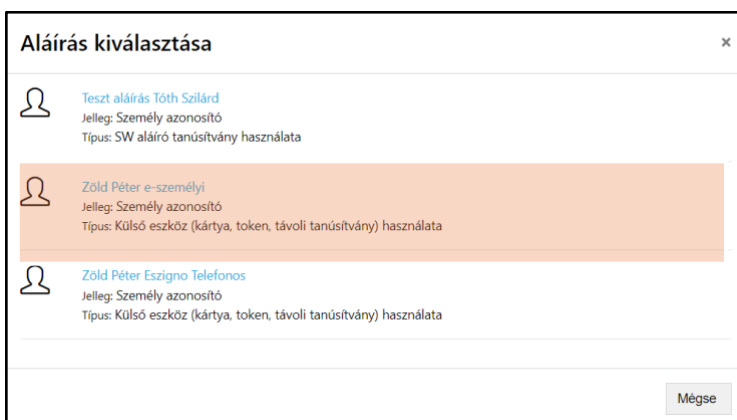 Aláírás kiválasztása
×
Teszt aláírás Tóth Szilárd
Jelleg: Személy azonosító
Típus: SW aláíró tanúsítvány használata
Zöld Péter e-személyi
Jelleg: Személy azonosító
Típus: Külső eszköz (kártya, token, távoli tanúsítvány) használata
Zöld Péter Eszigno Telefonos
Jelleg: Személy azonosító
Típus: Külső eszköz (kártya, token, távoli tanúsítvány) használata
Mégse